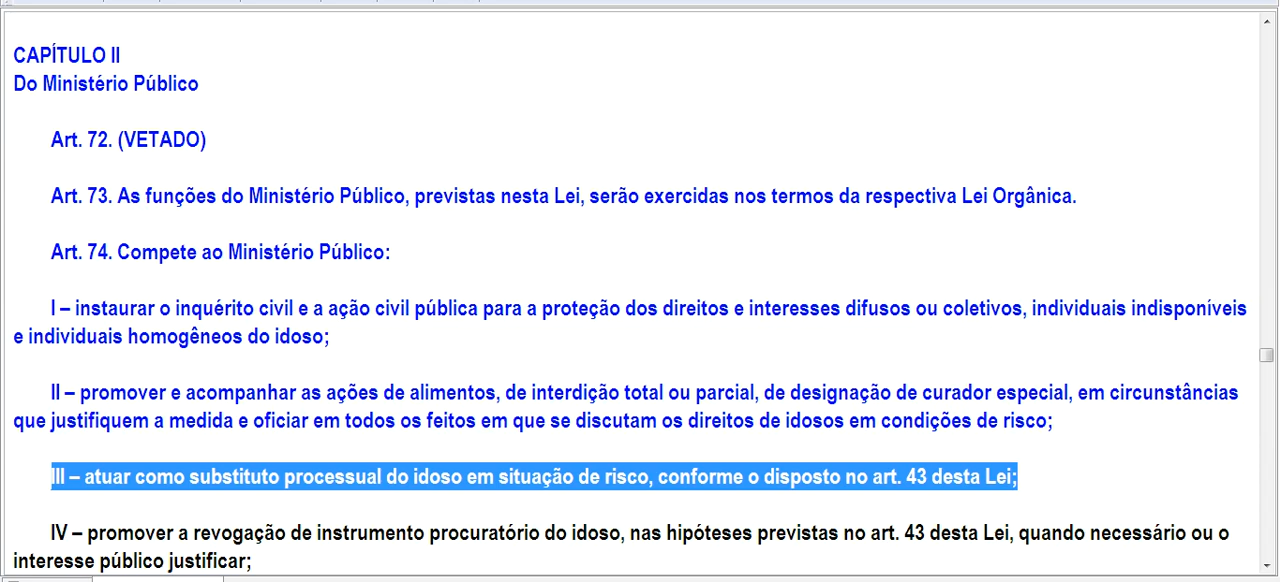 CAPÍTULO II
Do Ministério Público
Art. 72. (VETADO)
Art. 73. As funções do Ministério Público, previstas nesta Lei, serão exercidas nos termos da respectiva Lei Orgânica.
Art. 74. Compete ao Ministério Público:
I – instaurar o inquérito civil e a ação civil pública para a proteção dos direitos e interesses difusos ou coletivos, individuais indisponíveis
e individuais homogêneos do idoso;
II – promover e acompanhar as ações de alimentos, de interdição total ou parcial, de designação de curador especial, em circunstâncias
que justifiquem a medida e oficiar em todos os feitos em que se discutam os direitos de idosos em condições de risco;
III – atuar como substituto processual do idoso em situação de risco, conforme o disposto no art. 43 desta Lei;
IV – promover a revogação de instrumento procuratório do idoso, nas hipóteses previstas no art. 43 desta Lei, quando necessário ou o
interesse público justificar;